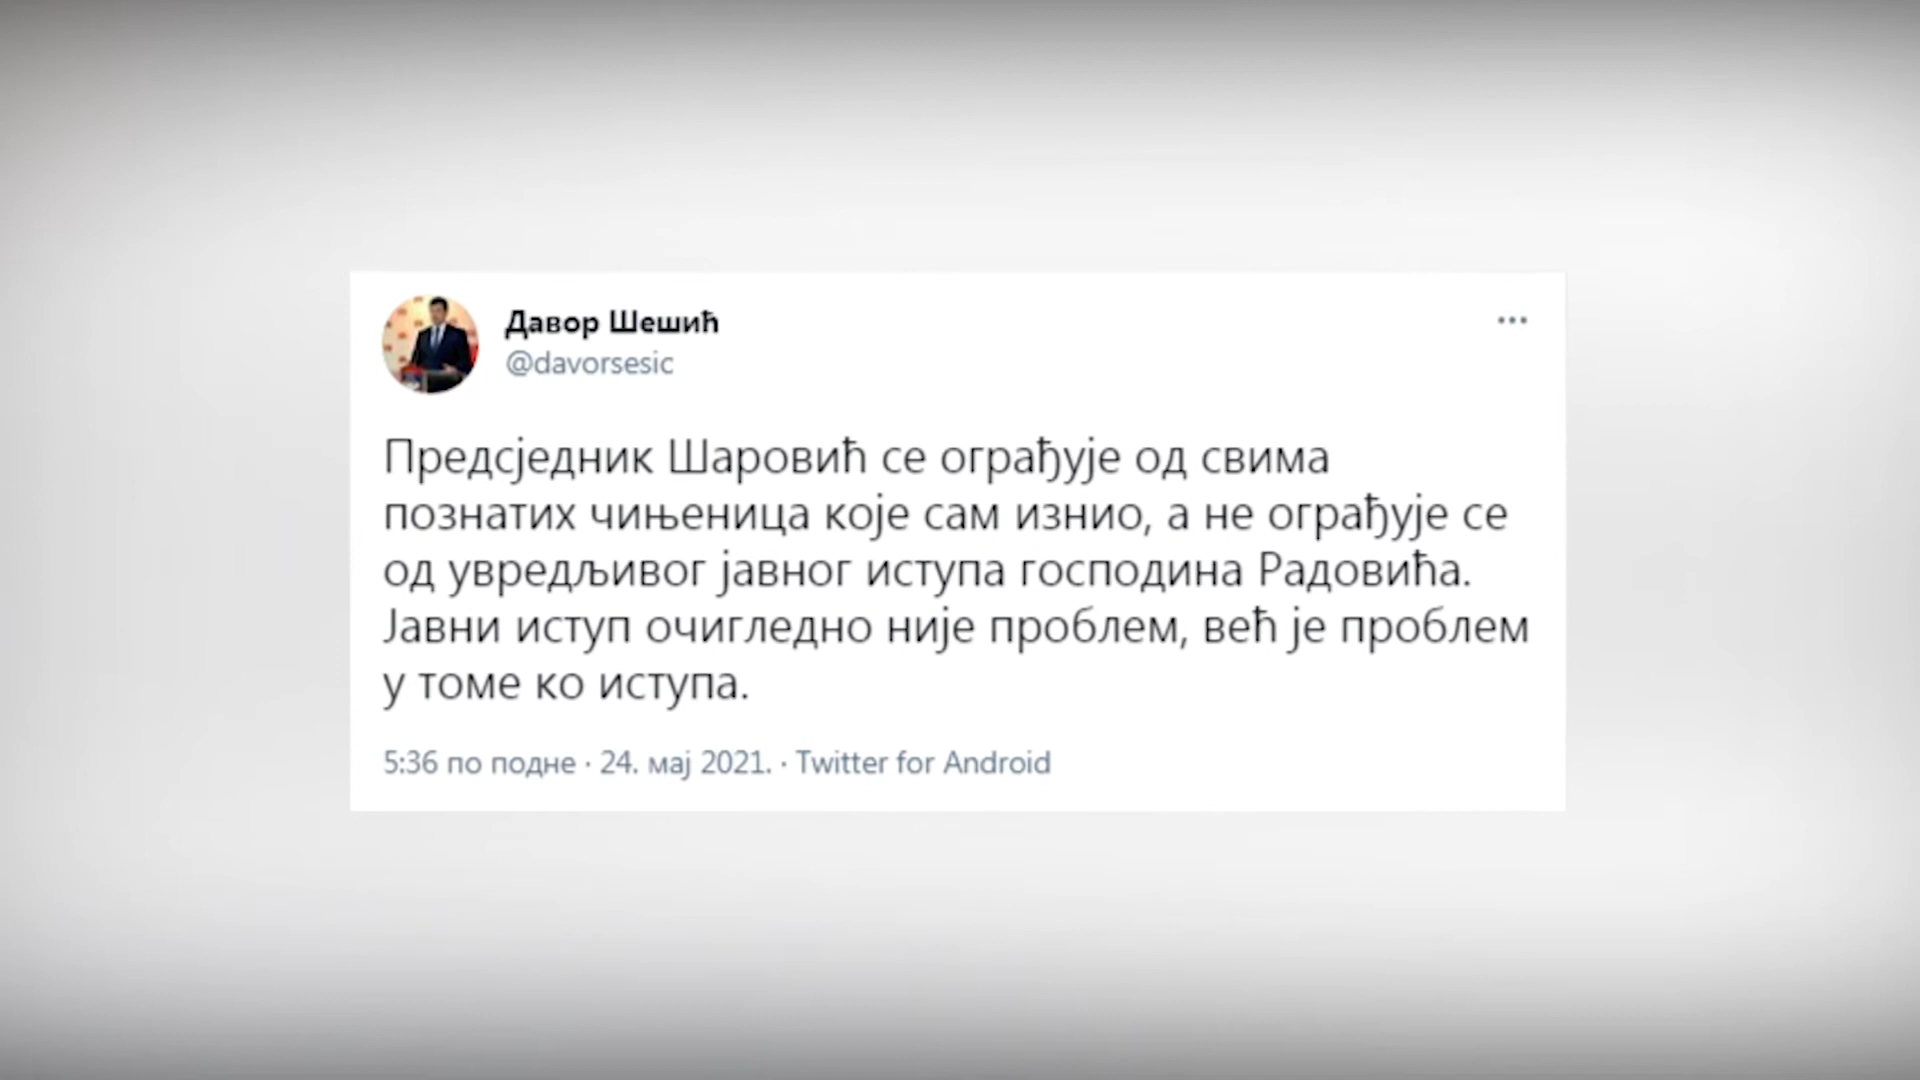 Давор Шешић
@davorsesic
Предсједник Шаровић се ограђује од свима
познатих чињеница које сам изнио, а не ограђује се
од увредљивог јавног иступа господина Радовића.
Јавни иступ очигледно није проблем, већ је проблем
у томе ко иступа.
5:36 по подне · 24. мај 2021. · Twitter for Android